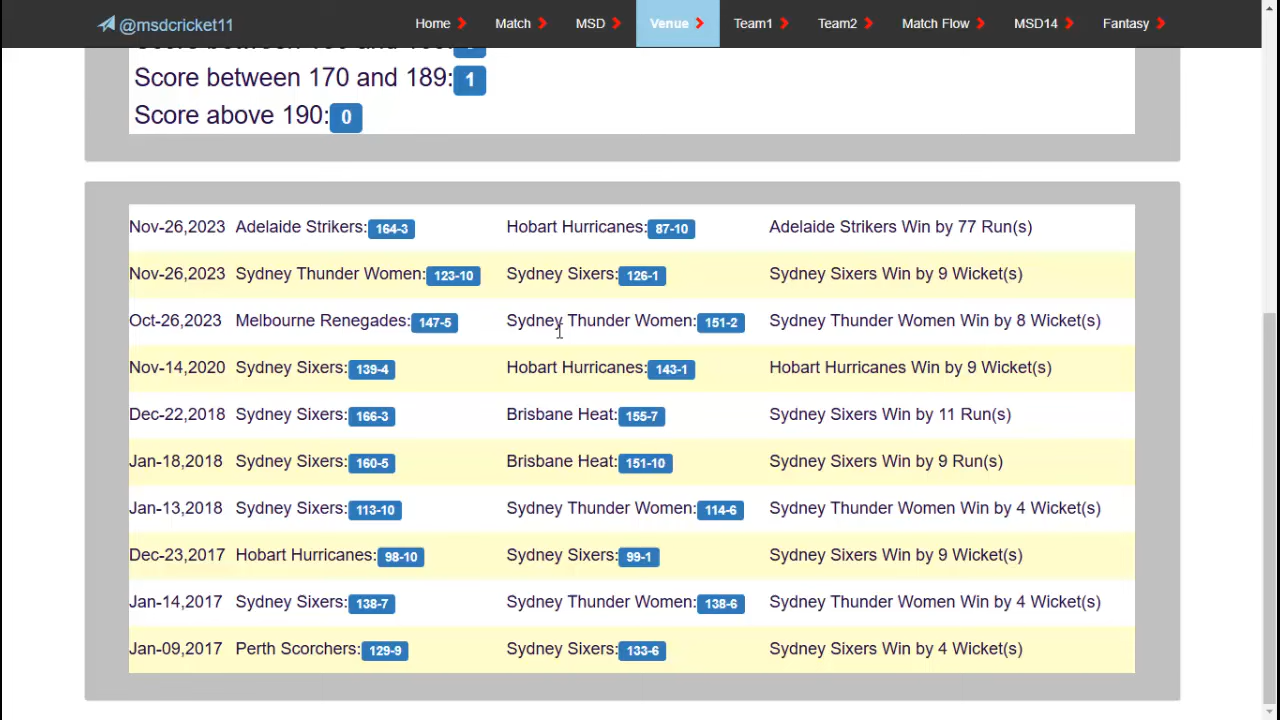 @msdcricket11 Home Match MSD Venue Team1 Team2 Match Flow MSD14 Fantasy
Score between 170 and 189: 1
Score above 190: 0
Nov-26,2023 Adelaide Strikers: 164-3 Hobart Hurricanes: 87-10 Adelaide Strikers Win by 77 Run(s)
Nov-26,2023 Sydney Thunder Women: 123-10 Sydney Sixers: 126-1 Sydney Sixers Win by 9 Wicket(s)
Oct-26,2023 Melbourne Renegades: 147-5 Sydney Thunder Women: 151-2 Sydney Thunder Women Win by 8 Wicket(s)
Nov-14,2020 Sydney Sixers: 139-4 Hobart Hurricanes: 143-1 Hobart Hurricanes Win by 9 Wicket(s)
Dec-22,2018 Sydney Sixers: 166-3 Brisbane Heat: 155-7 Sydney Sixers Win by 11 Run(s)
Jan-18,2018 Sydney Sixers: 160-5 Brisbane Heat: 151-10 Sydney Sixers Win by 9 Run(s)
Jan-13,2018 Sydney Sixers: 113-10 Sydney Thunder Women: 114-6 Sydney Thunder Women Win by 4 Wicket(s)
Dec-23,2017 Hobart Hurricanes: 98-10 Sydney Sixers: 99-1 Sydney Sixers Win by 9 Wicket(s)
Jan-14,2017 Sydney Sixers: 138-7 Sydney Thunder Women: 138-6 Sydney Thunder Women Win by 4 Wicket(s)
Jan-09,2017 Perth Scorchers: 129-9 Sydney Sixers: 133-6 Sydney Sixers Win by 4 Wicket(s)